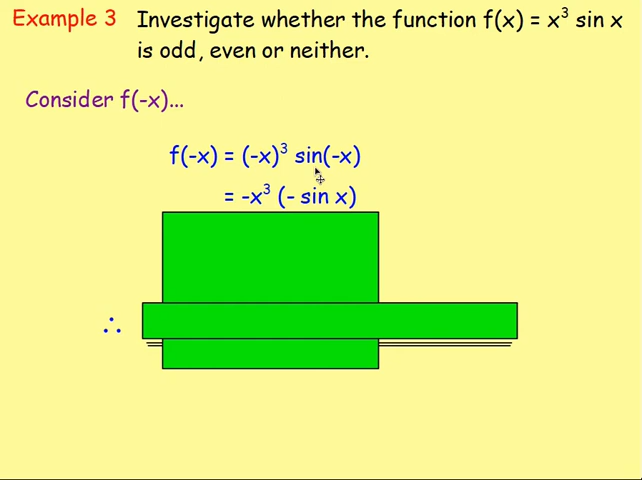 Example 3 Investigate whether the function f(x) = x³ sin x
is odd, even or neither.
Consider f(-x)...
f(-x) = (-x)³ sin(-x)
= -x³ (- sin x)
∴